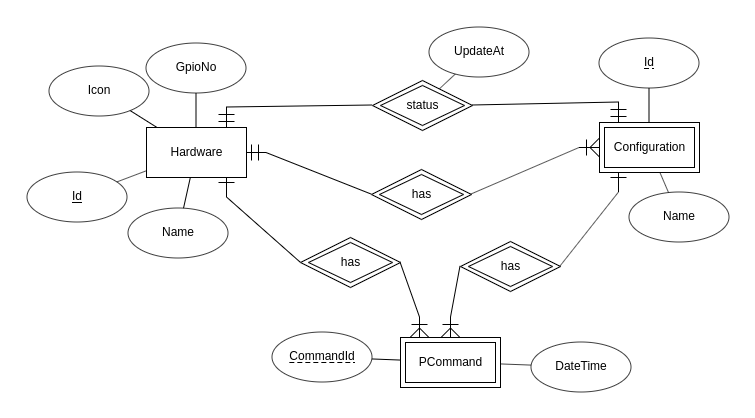 UpdateAt
Id
GpioNo
Icon
status
Hardware
Configuration
Id
has
Name
Name
has
has
CommandId
PCommand
DateTime